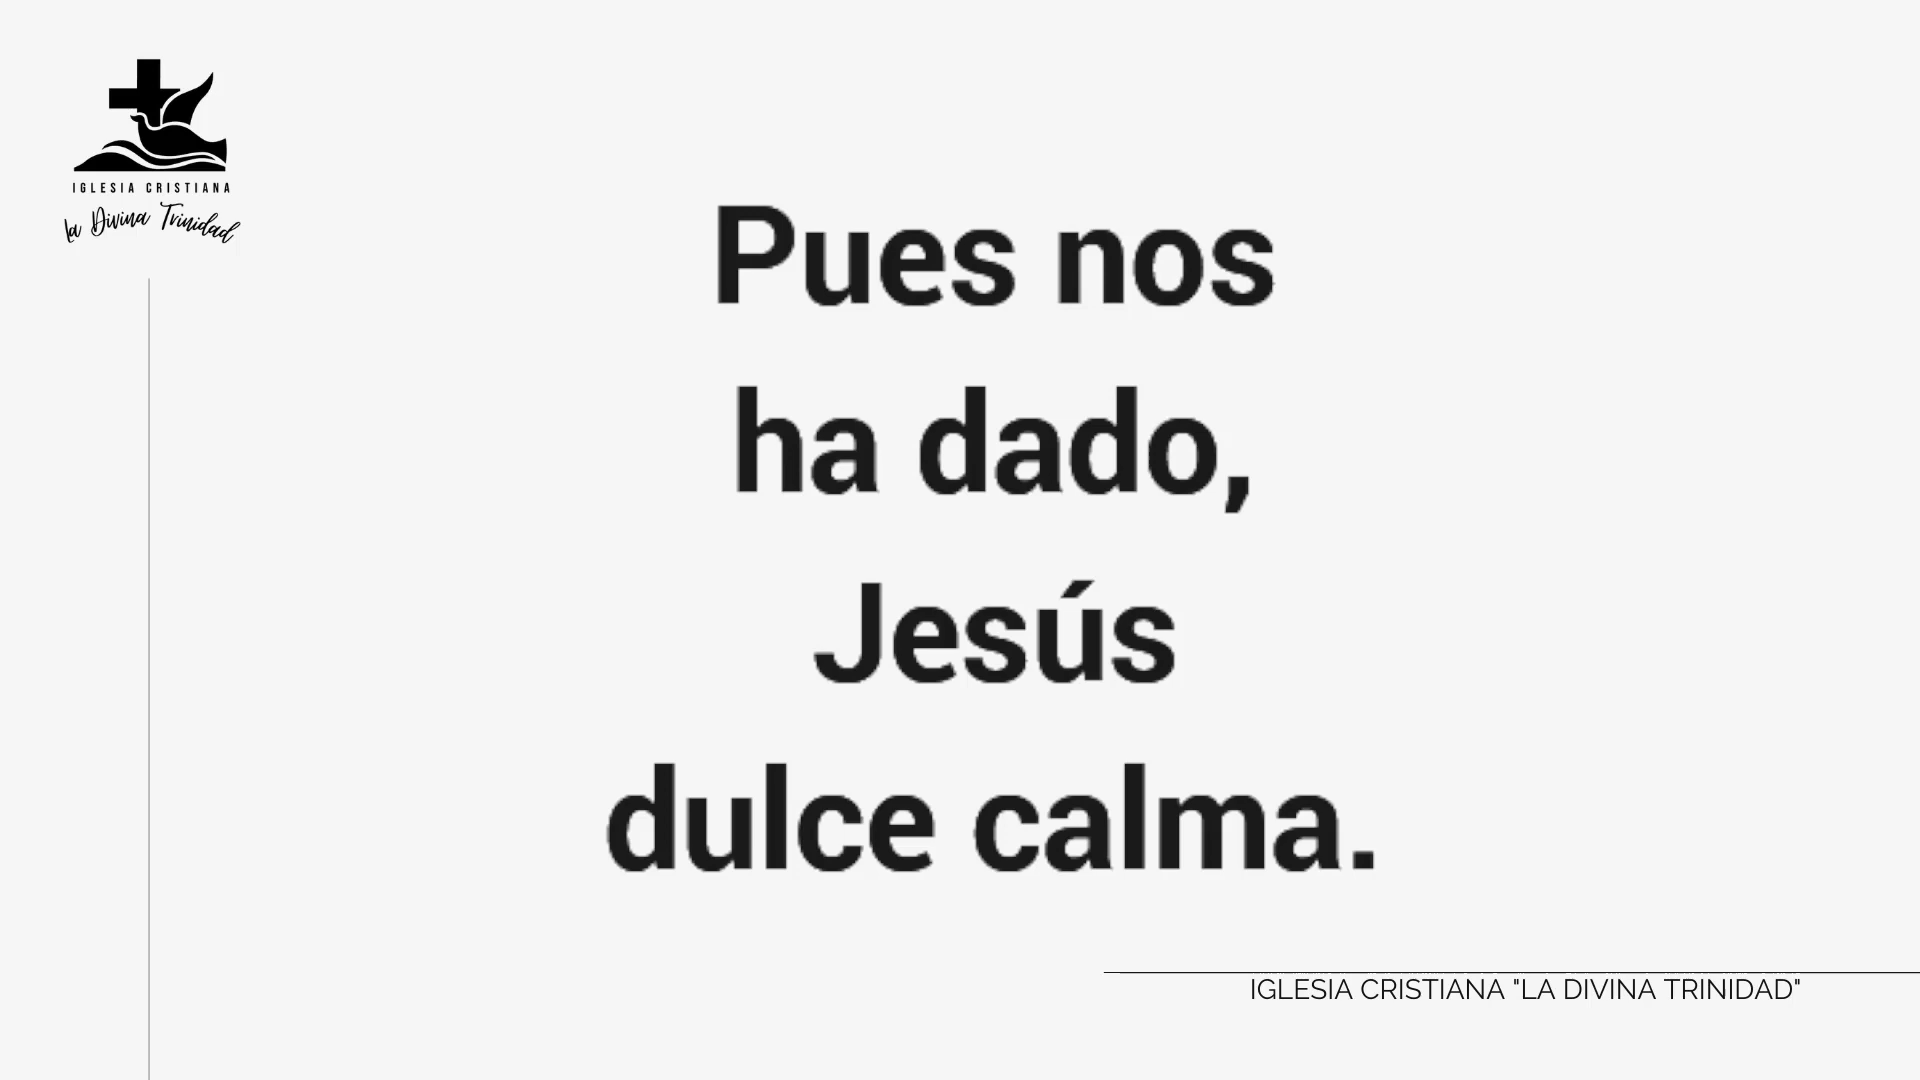 IGLESIA CRISTIANA
La Divina Trinidad
Pues nos
ha dado,
Jesús
dulce calma.
IGLESIA CRISTIANA "LA DIVINA TRINIDAD"